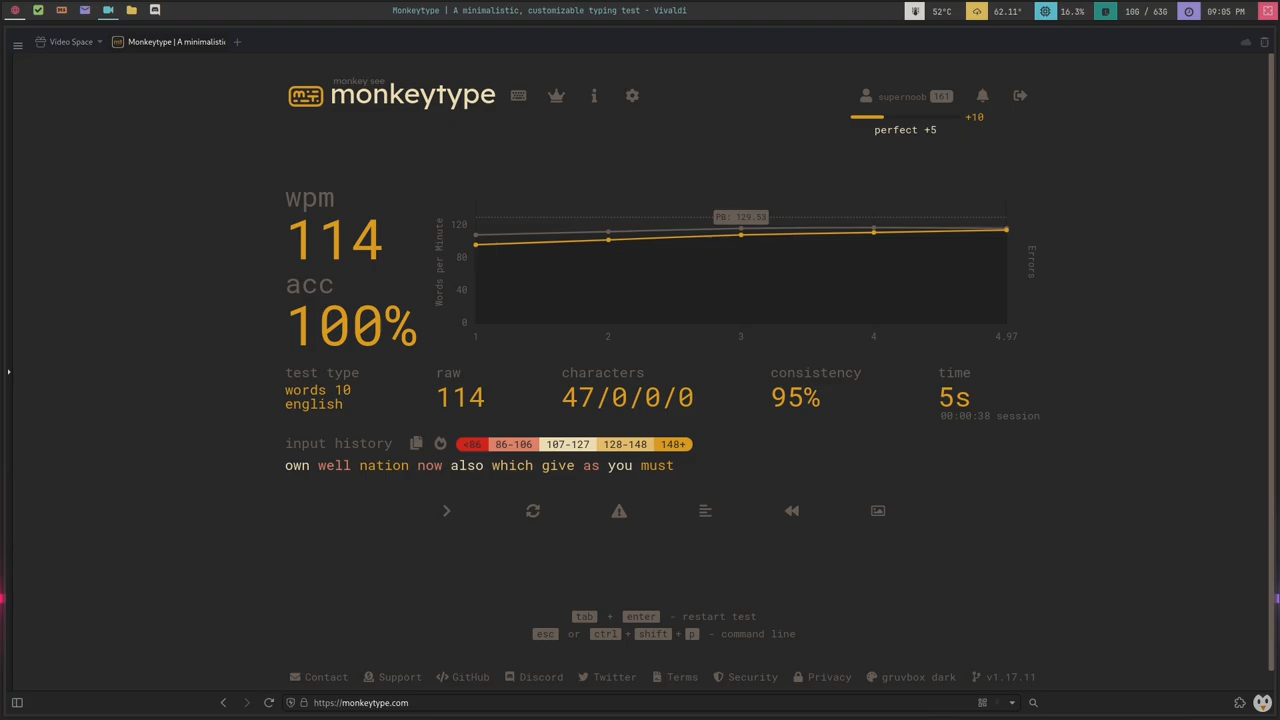 Monkeytype | A minimalistic, customizable typing test - Vivaldi
52°C 62.11° 16.3% 10G / 63G 09:05 PM
Video Space Monkeytype | A minimalistic
monkey see
monkeytype
supernoob 161
+10
perfect +5
wpm
114
acc
100%
Words per Minute
120
80
40
0
PB: 129.53
Errors
1 2 3 4 4.97
test type
words 10
english
raw
114
characters
47/0/0/0
consistency
95%
time
5s
00:00:38 session
input history <86 86-106 107-127 128-148 148+
own well nation now also which give as you must
tab + enter - restart test
esc or ctrl + shift + p - command line
Contact Support GitHub Discord Twitter Terms Security Privacy gruvbox dark v1.17.11
https://monkeytype.com